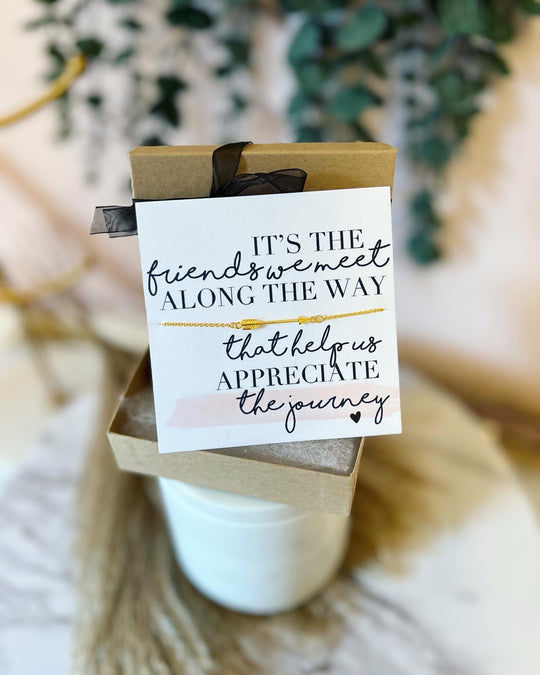 IT'S THE
friends we meet
ALONG THE WAY
that help us
APPRECIATE
the journey